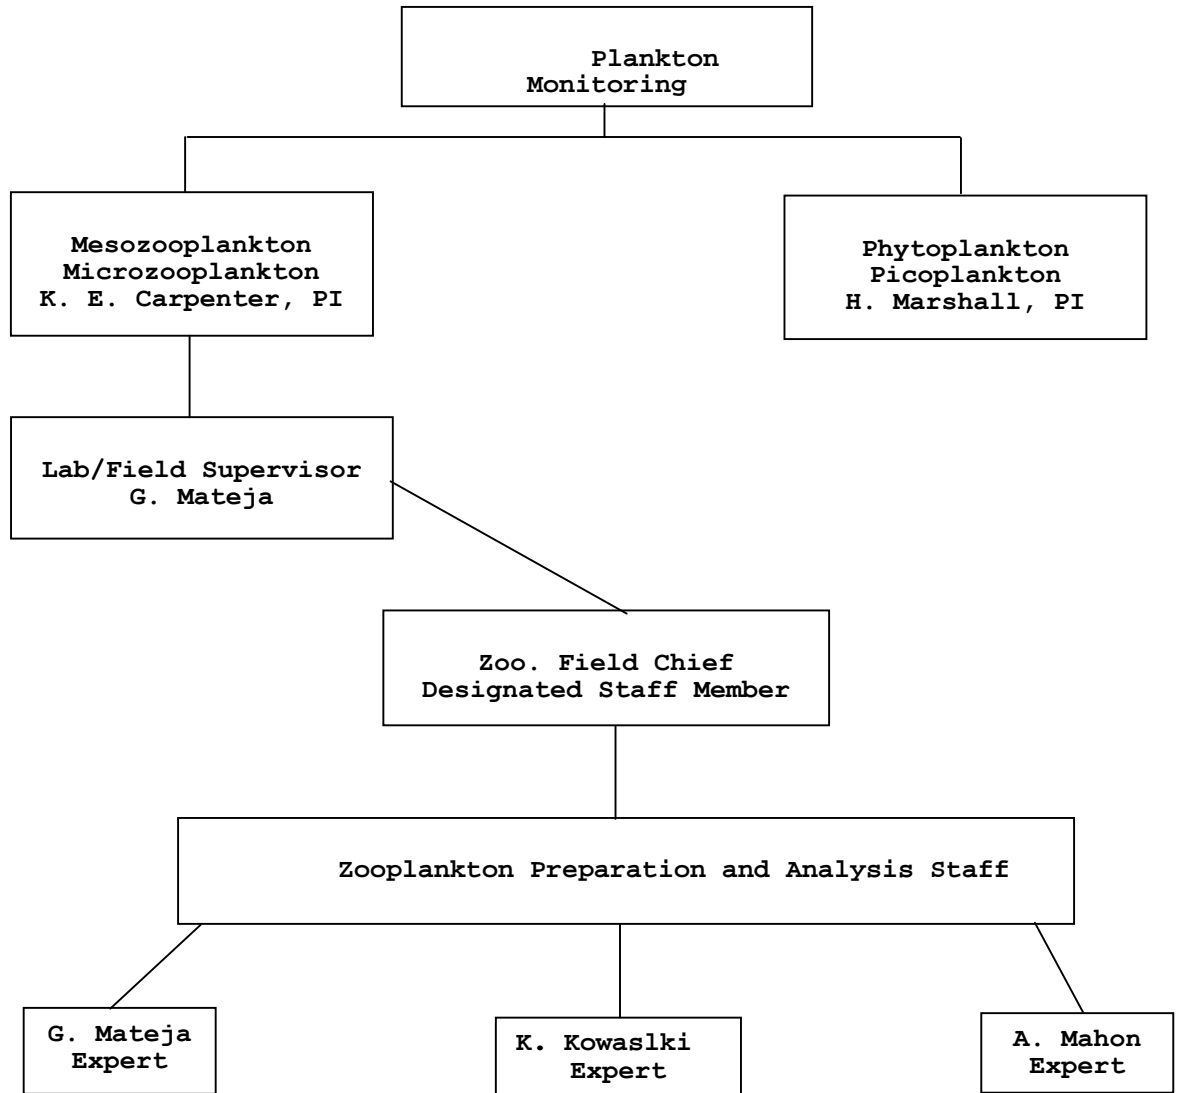 Plankton
Monitoring
Mesozooplankton
Microzooplankton
K. E. Carpenter, PI
Phytoplankton
Picoplankton
H. Marshall, PI
Lab/Field Supervisor
G. Mateja
Zoo. Field Chief
Designated Staff Member
Zooplankton Preparation and Analysis Staff
G. Mateja
Expert
K. Kowaslki
Expert
A. Mahon
Expert